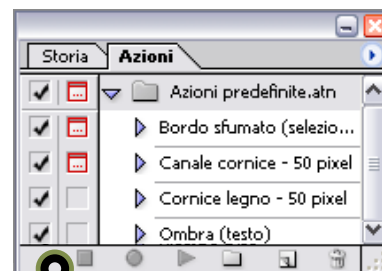 Storia Azioni
Azioni predefinite.atn
Bordo sfumato (selezio...
Canale cornice - 50 pixel
Cornice legno - 50 pixel
Ombra (testo)